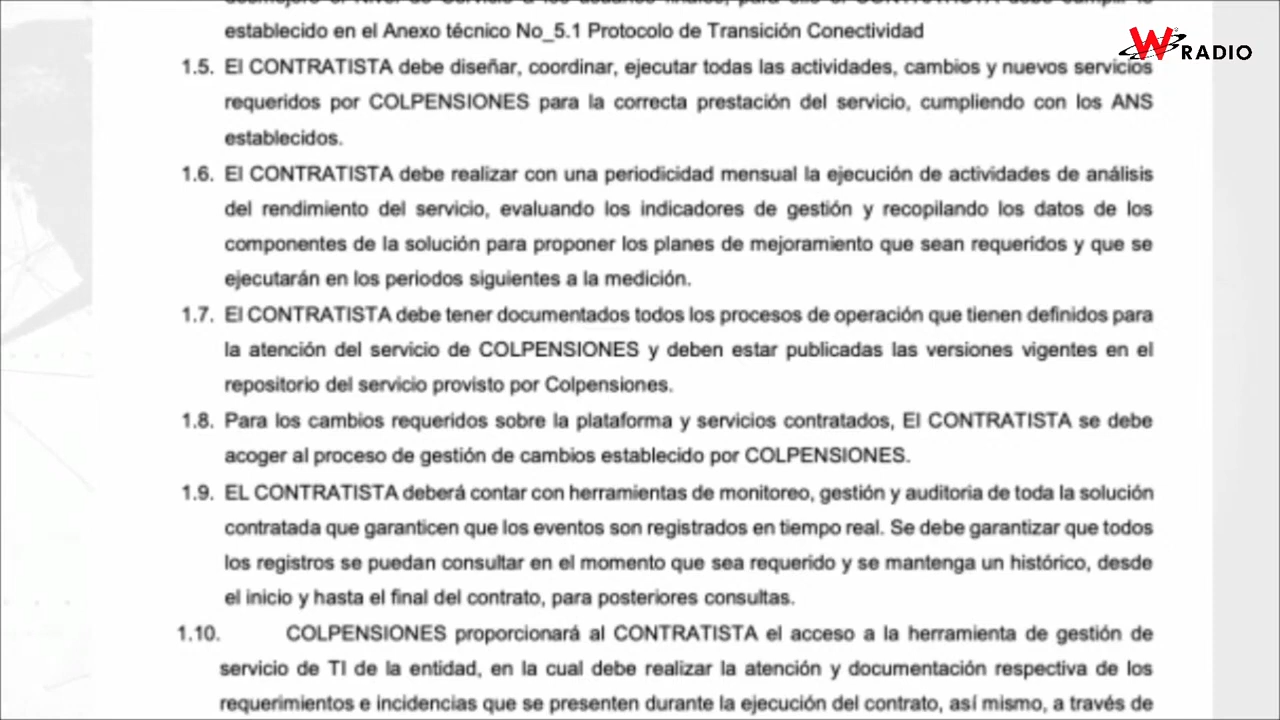 W RADIO
establecido en el Anexo técnico No_5.1 Protocolo de Transición Conectividad
1.5. El CONTRATISTA debe diseñar, coordinar, ejecutar todas las actividades, cambios y nuevos servicios
requeridos por COLPENSIONES para la correcta prestación del servicio, cumpliendo con los ANS
establecidos.
1.6. El CONTRATISTA debe realizar con una periodicidad mensual la ejecución de actividades de análisis
del rendimiento del servicio, evaluando los indicadores de gestión y recopilando los datos de los
componentes de la solución para proponer los planes de mejoramiento que sean requeridos y que se
ejecutarán en los periodos siguientes a la medición.
1.7. El CONTRATISTA debe tener documentados todos los procesos de operación que tienen definidos para
la atención del servicio de COLPENSIONES y deben estar publicadas las versiones vigentes en el
repositorio del servicio provisto por Colpensiones.
1.8. Para los cambios requeridos sobre la plataforma y servicios contratados, El CONTRATISTA se debe
acoger al proceso de gestión de cambios establecido por COLPENSIONES.
1.9. EL CONTRATISTA deberá contar con herramientas de monitoreo, gestión y auditoria de toda la solución
contratada que garanticen que los eventos son registrados en tiempo real. Se debe garantizar que todos
los registros se puedan consultar en el momento que sea requerido y se mantenga un histórico, desde
el inicio y hasta el final del contrato, para posteriores consultas.
1.10. COLPENSIONES proporcionará al CONTRATISTA el acceso a la herramienta de gestión de
servicio de TI de la entidad, en la cual debe realizar la atención y documentación respectiva de los
requerimientos e incidencias que se presenten durante la ejecución del contrato, así mismo, a través de